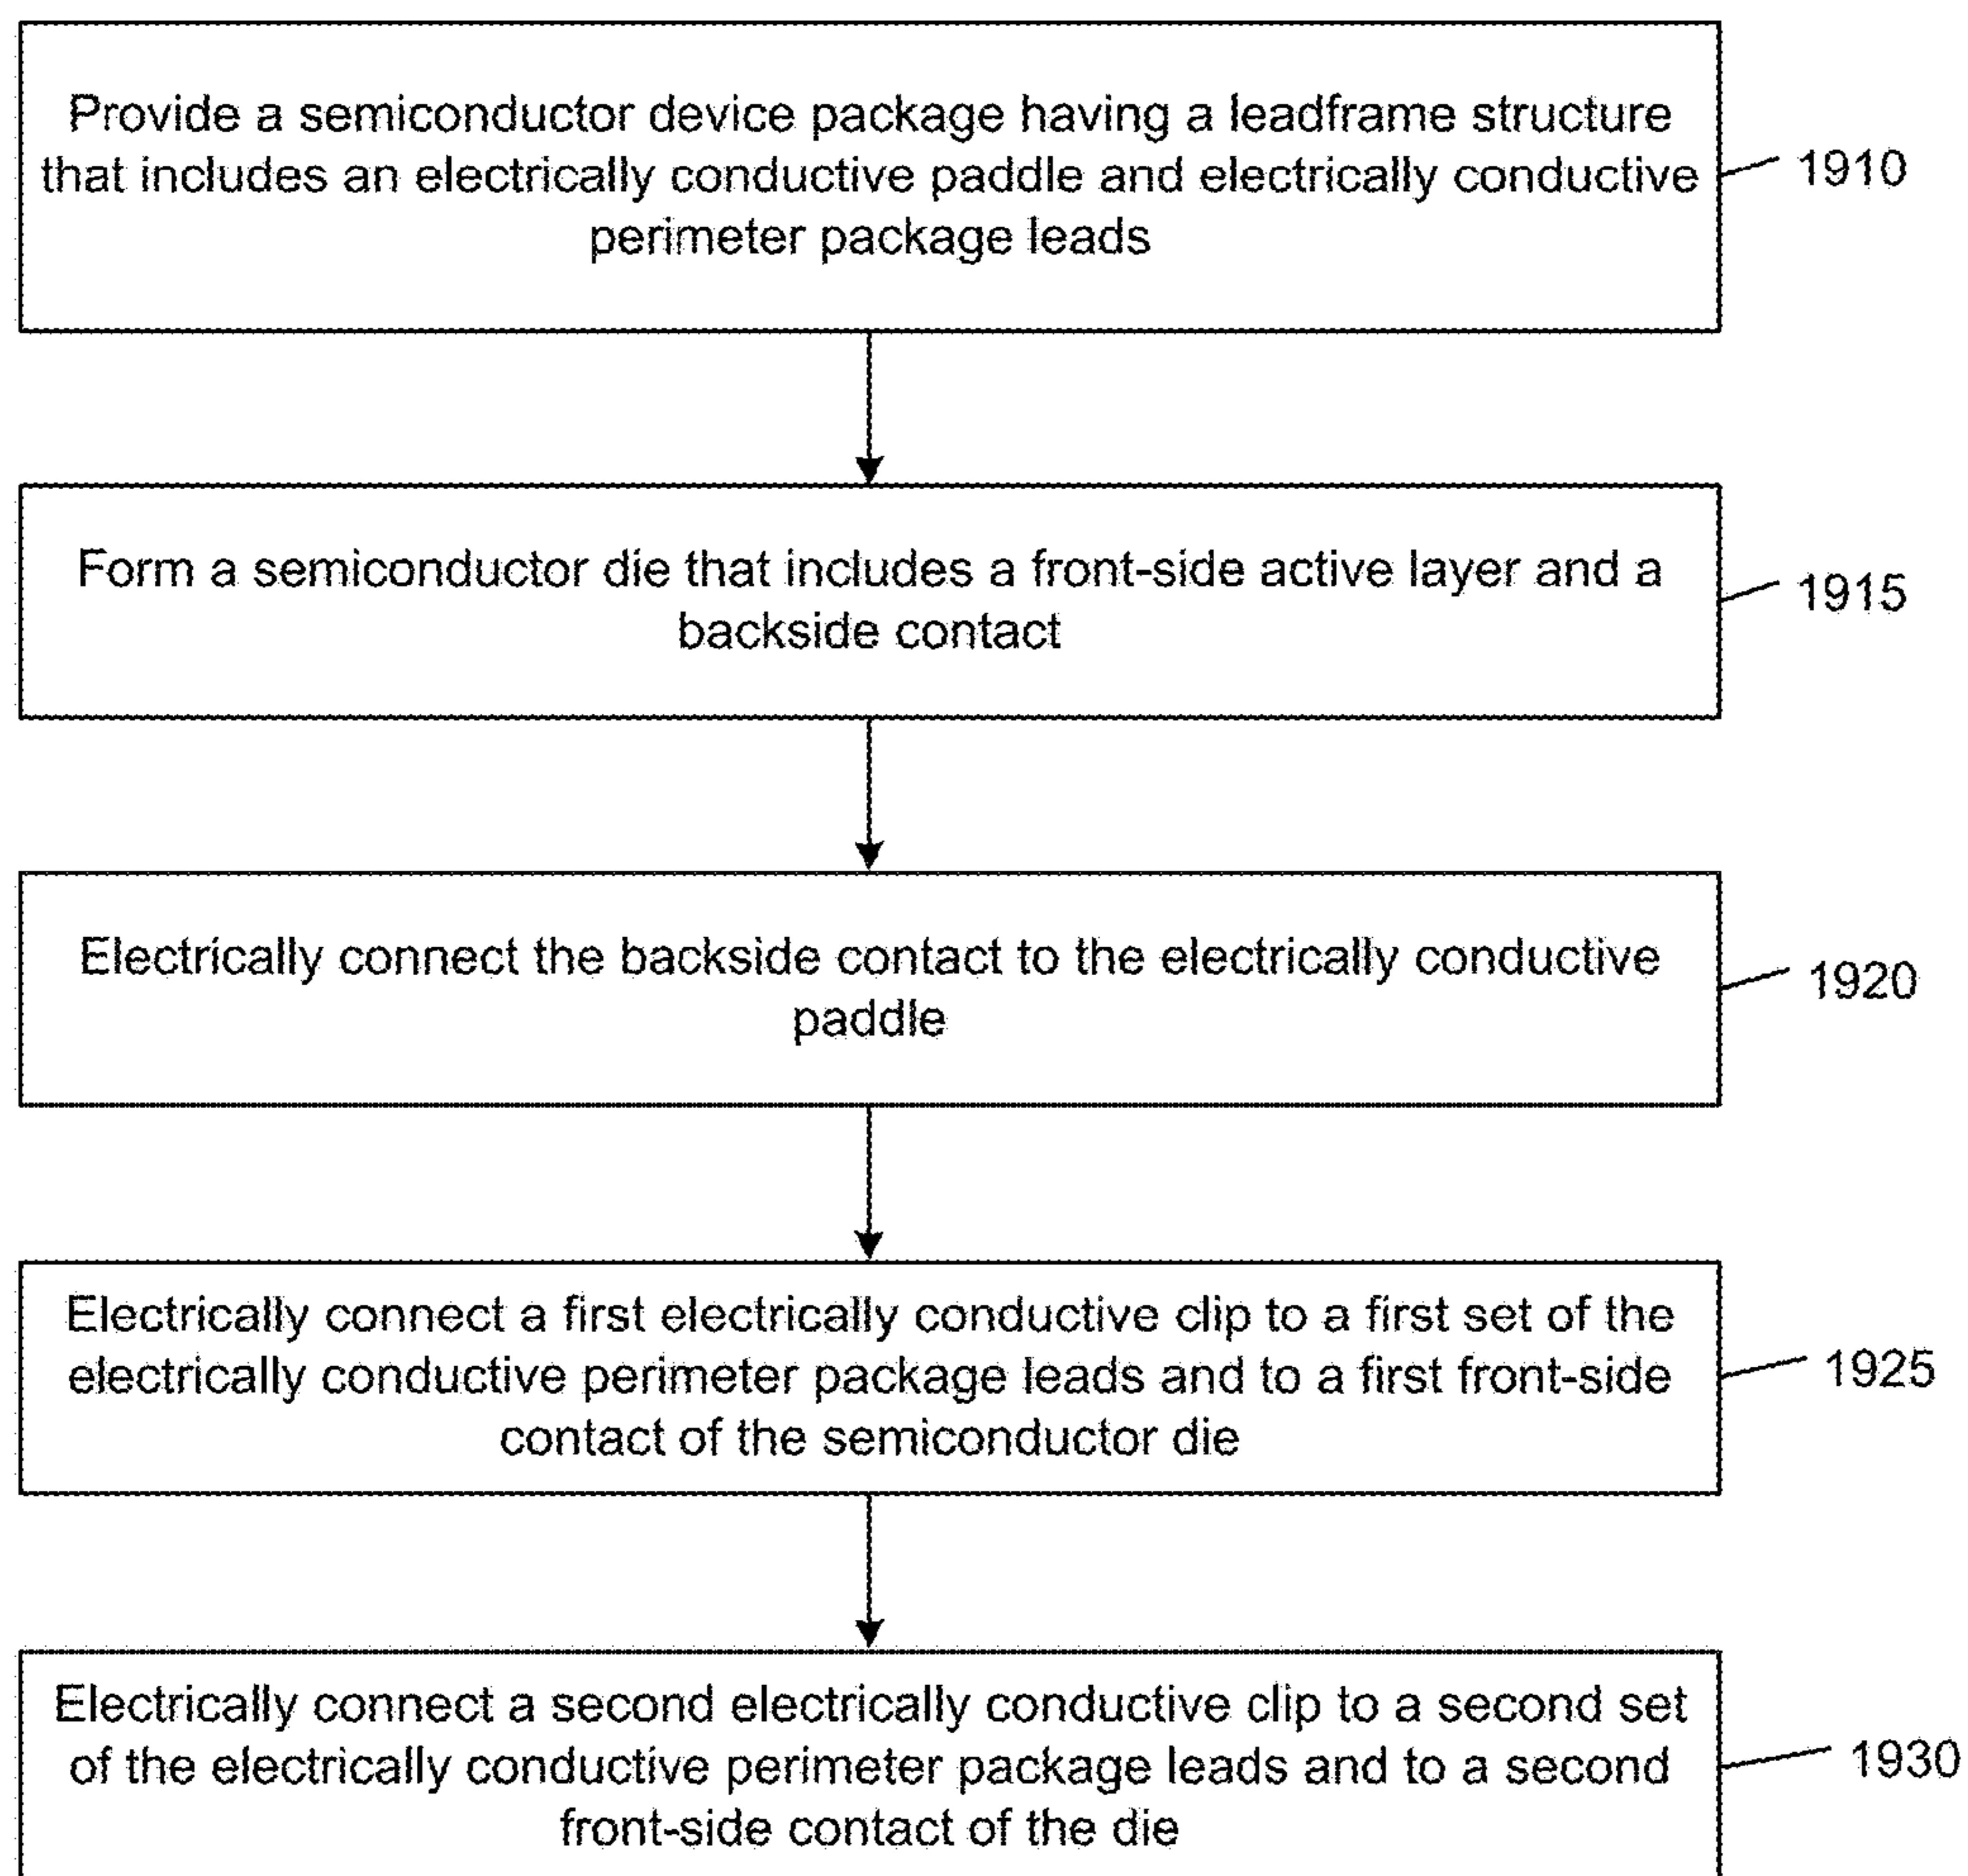 Provide a semiconductor device package having a leadframe structure
that includes an electrically conductive paddle and electrically conductive
perimeter package leads
1910
Form a semiconductor die that includes a front-side active layer and a
backside contact
1915
Electrically connect the backside contact to the electrically conductive
paddle
1920
Electrically connect a first electrically conductive clip to a first set of the
electrically conductive perimeter package leads and to a first front-side
contact of the semiconductor die
1925
Electrically connect a second electrically conductive clip to a second set
of the electrically conductive perimeter package leads and to a second
front-side contact of the die
1930